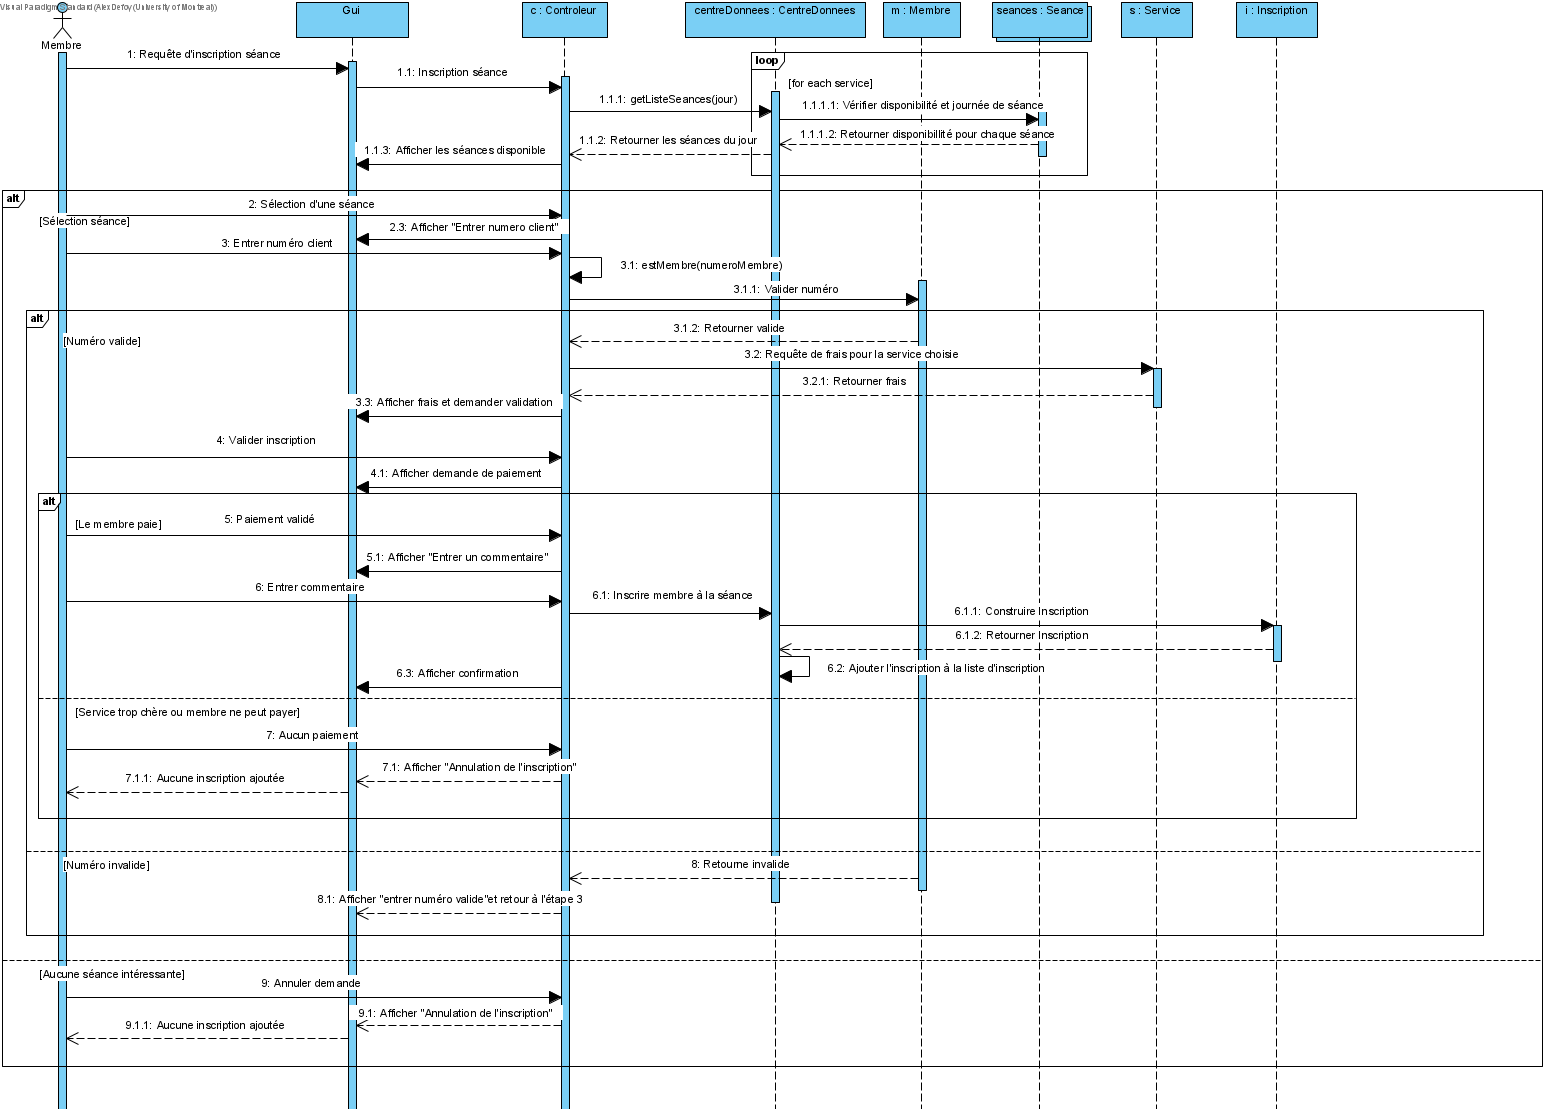 Visual Paradigm Standard (Alex Defoy (University of Montreal))
Membre
Gui
c : Controleur
centreDonnees : CentreDonnees
m : Membre
seances : Seance
s : Service
i : Inscription
1: Requête d'inscription séance
1.1: Inscription séance
loop
[for each service]
1.1.1: getListeSeances(jour)
1.1.1.1: Vérifier disponibilité et journée de séance
1.1.1.2: Retourner disponibillité pour chaque séance
1.1.2: Retourner les séances du jour
1.1.3: Afficher les séances disponible
alt
2: Sélection d'une séance
[Sélection séance]
2.3: Afficher "Entrer numero client"
3: Entrer numéro client
3.1: estMembre(numeroMembre)
3.1.1: Valider numéro
alt
3.1.2: Retourner valide
[Numéro valide]
3.2: Requête de frais pour la service choisie
3.2.1: Retourner frais
3.3: Afficher frais et demander validation
4: Valider inscription
4.1: Afficher demande de paiement
alt
5: Paiement validé
[Le membre paie]
5.1: Afficher "Entrer un commentaire"
6: Entrer commentaire
6.1: Inscrire membre à la séance
6.1.1: Construire Inscription
6.1.2: Retourner Inscription
6.2: Ajouter l'inscription à la liste d'inscription
6.3: Afficher confirmation
[Service trop chère ou membre ne peut payer]
7: Aucun paiement
7.1: Afficher "Annulation de l'inscription"
7.1.1: Aucune inscription ajoutée
[Numéro invalide]
8: Retourne invalide
8.1: Afficher "entrer numéro valide"et retour à l'étape 3
[Aucune séance intéressante]
9: Annuler demande
9.1: Afficher "Annulation de l'inscription"
9.1.1: Aucune inscription ajoutée